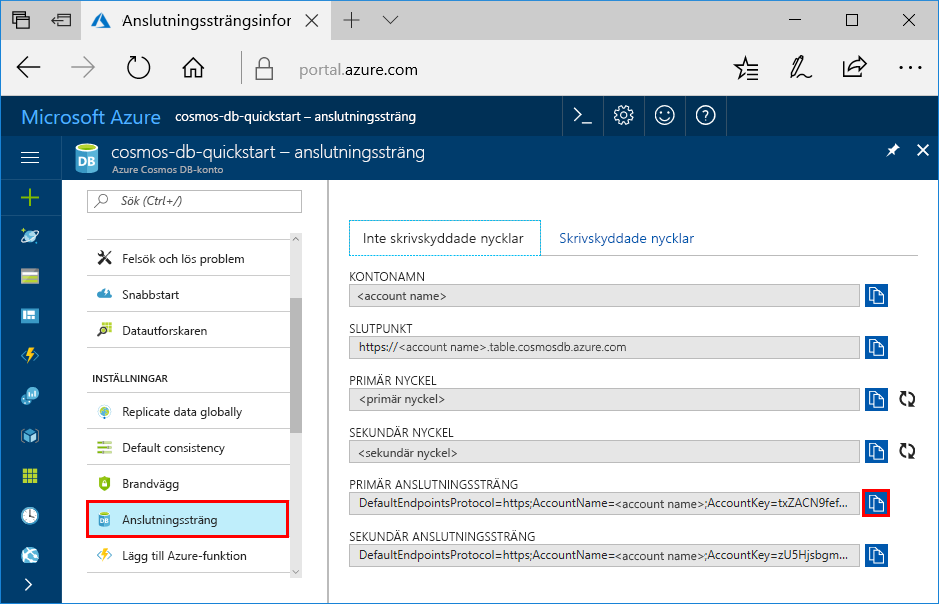 Anslutningssträngsinfor
portal.azure.com
Microsoft Azure cosmos-db-quickstart – anslutningssträng
cosmos-db-quickstart – anslutningssträng
Azure Cosmos DB-konto
DB
Sök (Ctrl+/)
Felsök och lös problem
Snabbstart
Datautforskaren
INSTÄLLNINGAR
Replicate data globally
Default consistency
Brandvägg
Anslutningssträng
Lägg till Azure-funktion
Inte skrivskyddade nycklar
Skrivskyddade nycklar
KONTONAMN
<account name>
SLUTPUNKT
https://<account name>.table.cosmosdb.azure.com
PRIMÄR NYCKEL
<primär nyckel>
SEKUNDÄR NYCKEL
<sekundär nyckel>
PRIMÄR ANSLUTNINGSSTRÄNG
DefaultEndpointsProtocol=https;AccountName=<account name>;AccountKey=txZACN9fef...
SEKUNDÄR ANSLUTNINGSSTRÄNG
DefaultEndpointsProtocol=https;AccountName=<account name>;AccountKey=zU5Hjsbgm...